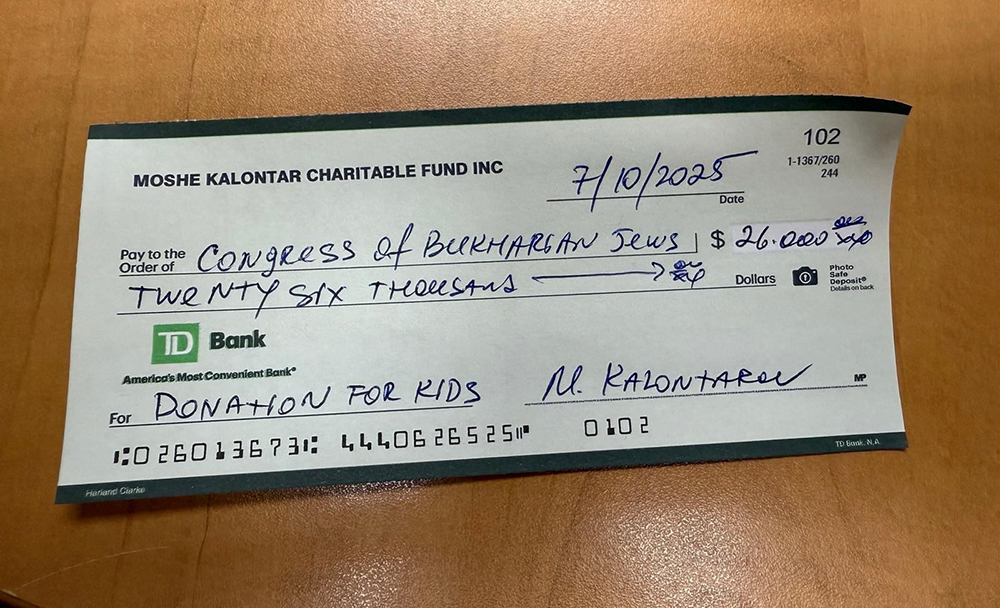 MOSHE KALONTAR CHARITABLE FUND INC
102
1-1367/260
244
7/10/2025
Date
Pay to the
Order of CONGRESS of BUKHARIAN JEWS $ 26.000
TWENTY SIX THOUSAND Dollars
Photo
Safe
Deposit®
Details on back
TD Bank
America's Most Convenient Bank®
For DONATION FOR KIDS M. KALONTAROV MP
⑆026013673⑆ 4440626525⑈ 0102
Harland Clarke
TD Bank, N.A.